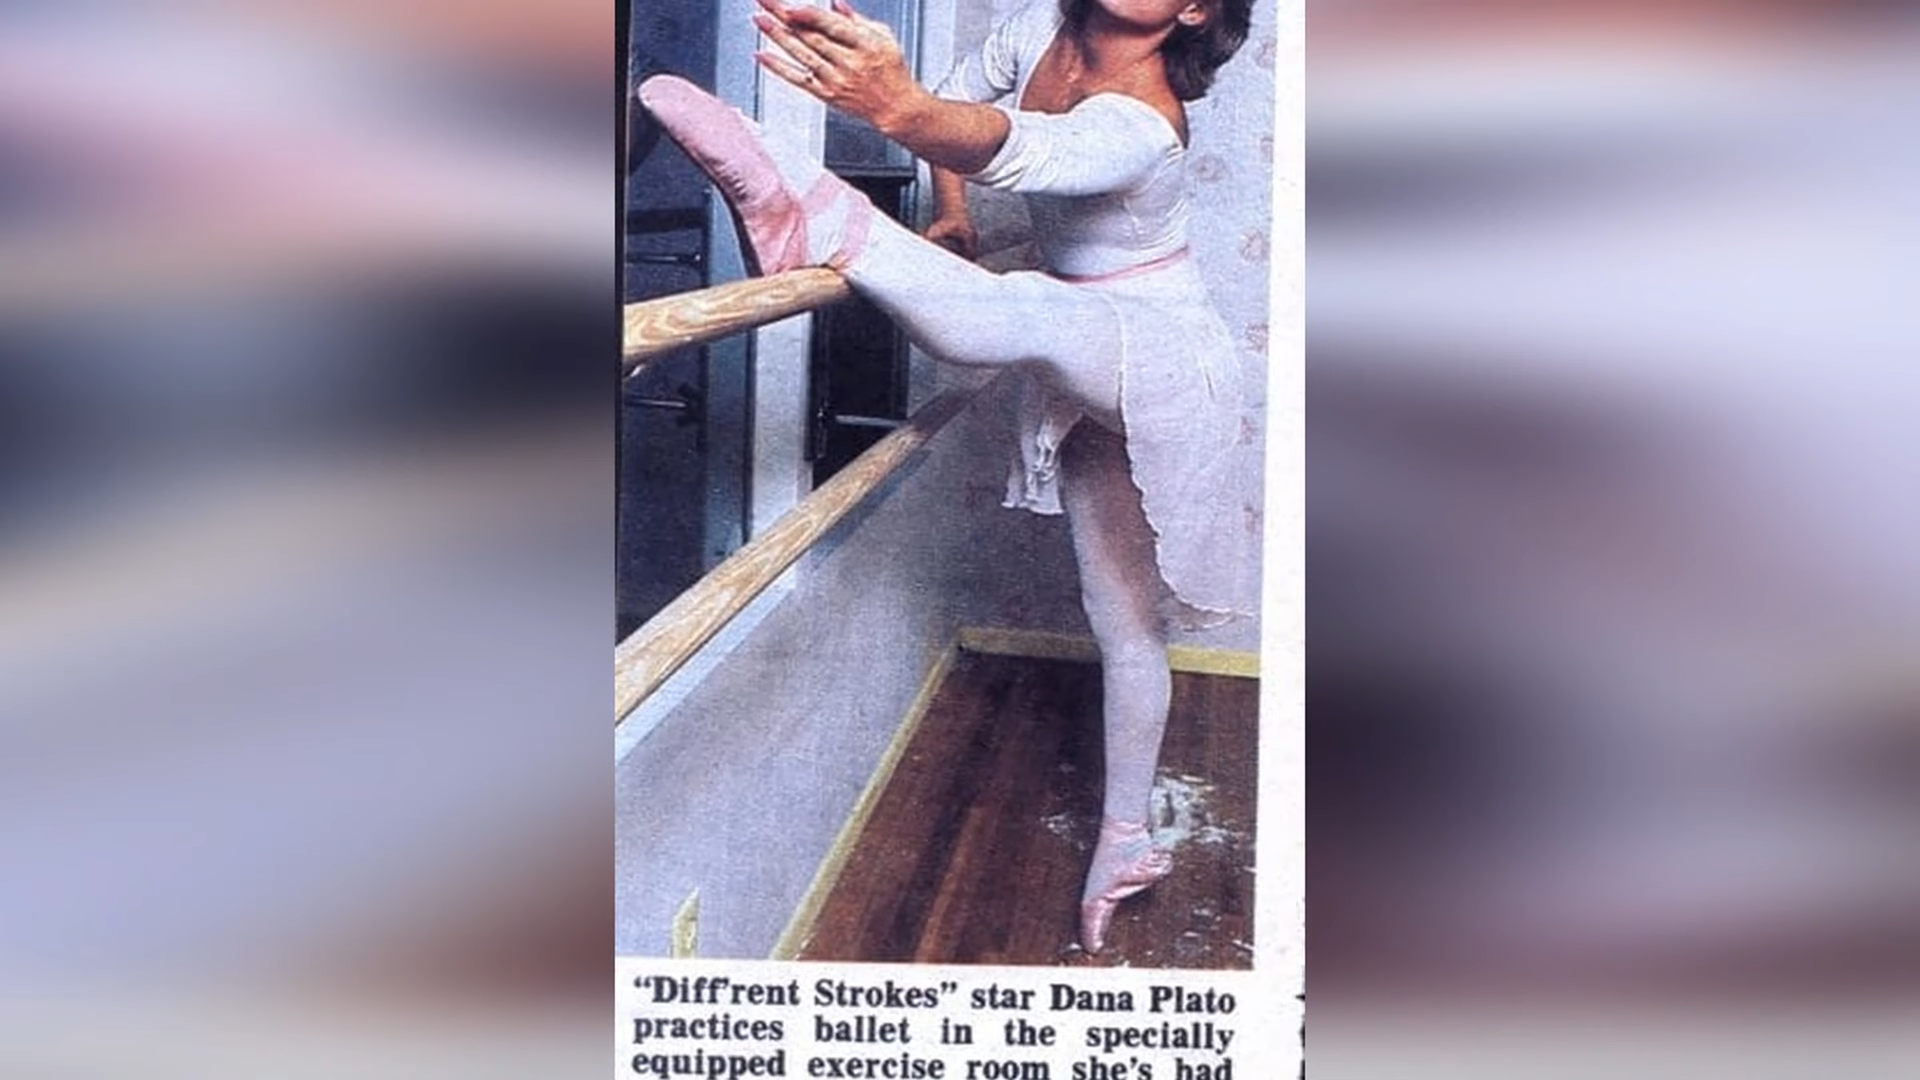 “Diff'rent Strokes” star Dana Plato
practices ballet in the specially
equipped exercise room she's had